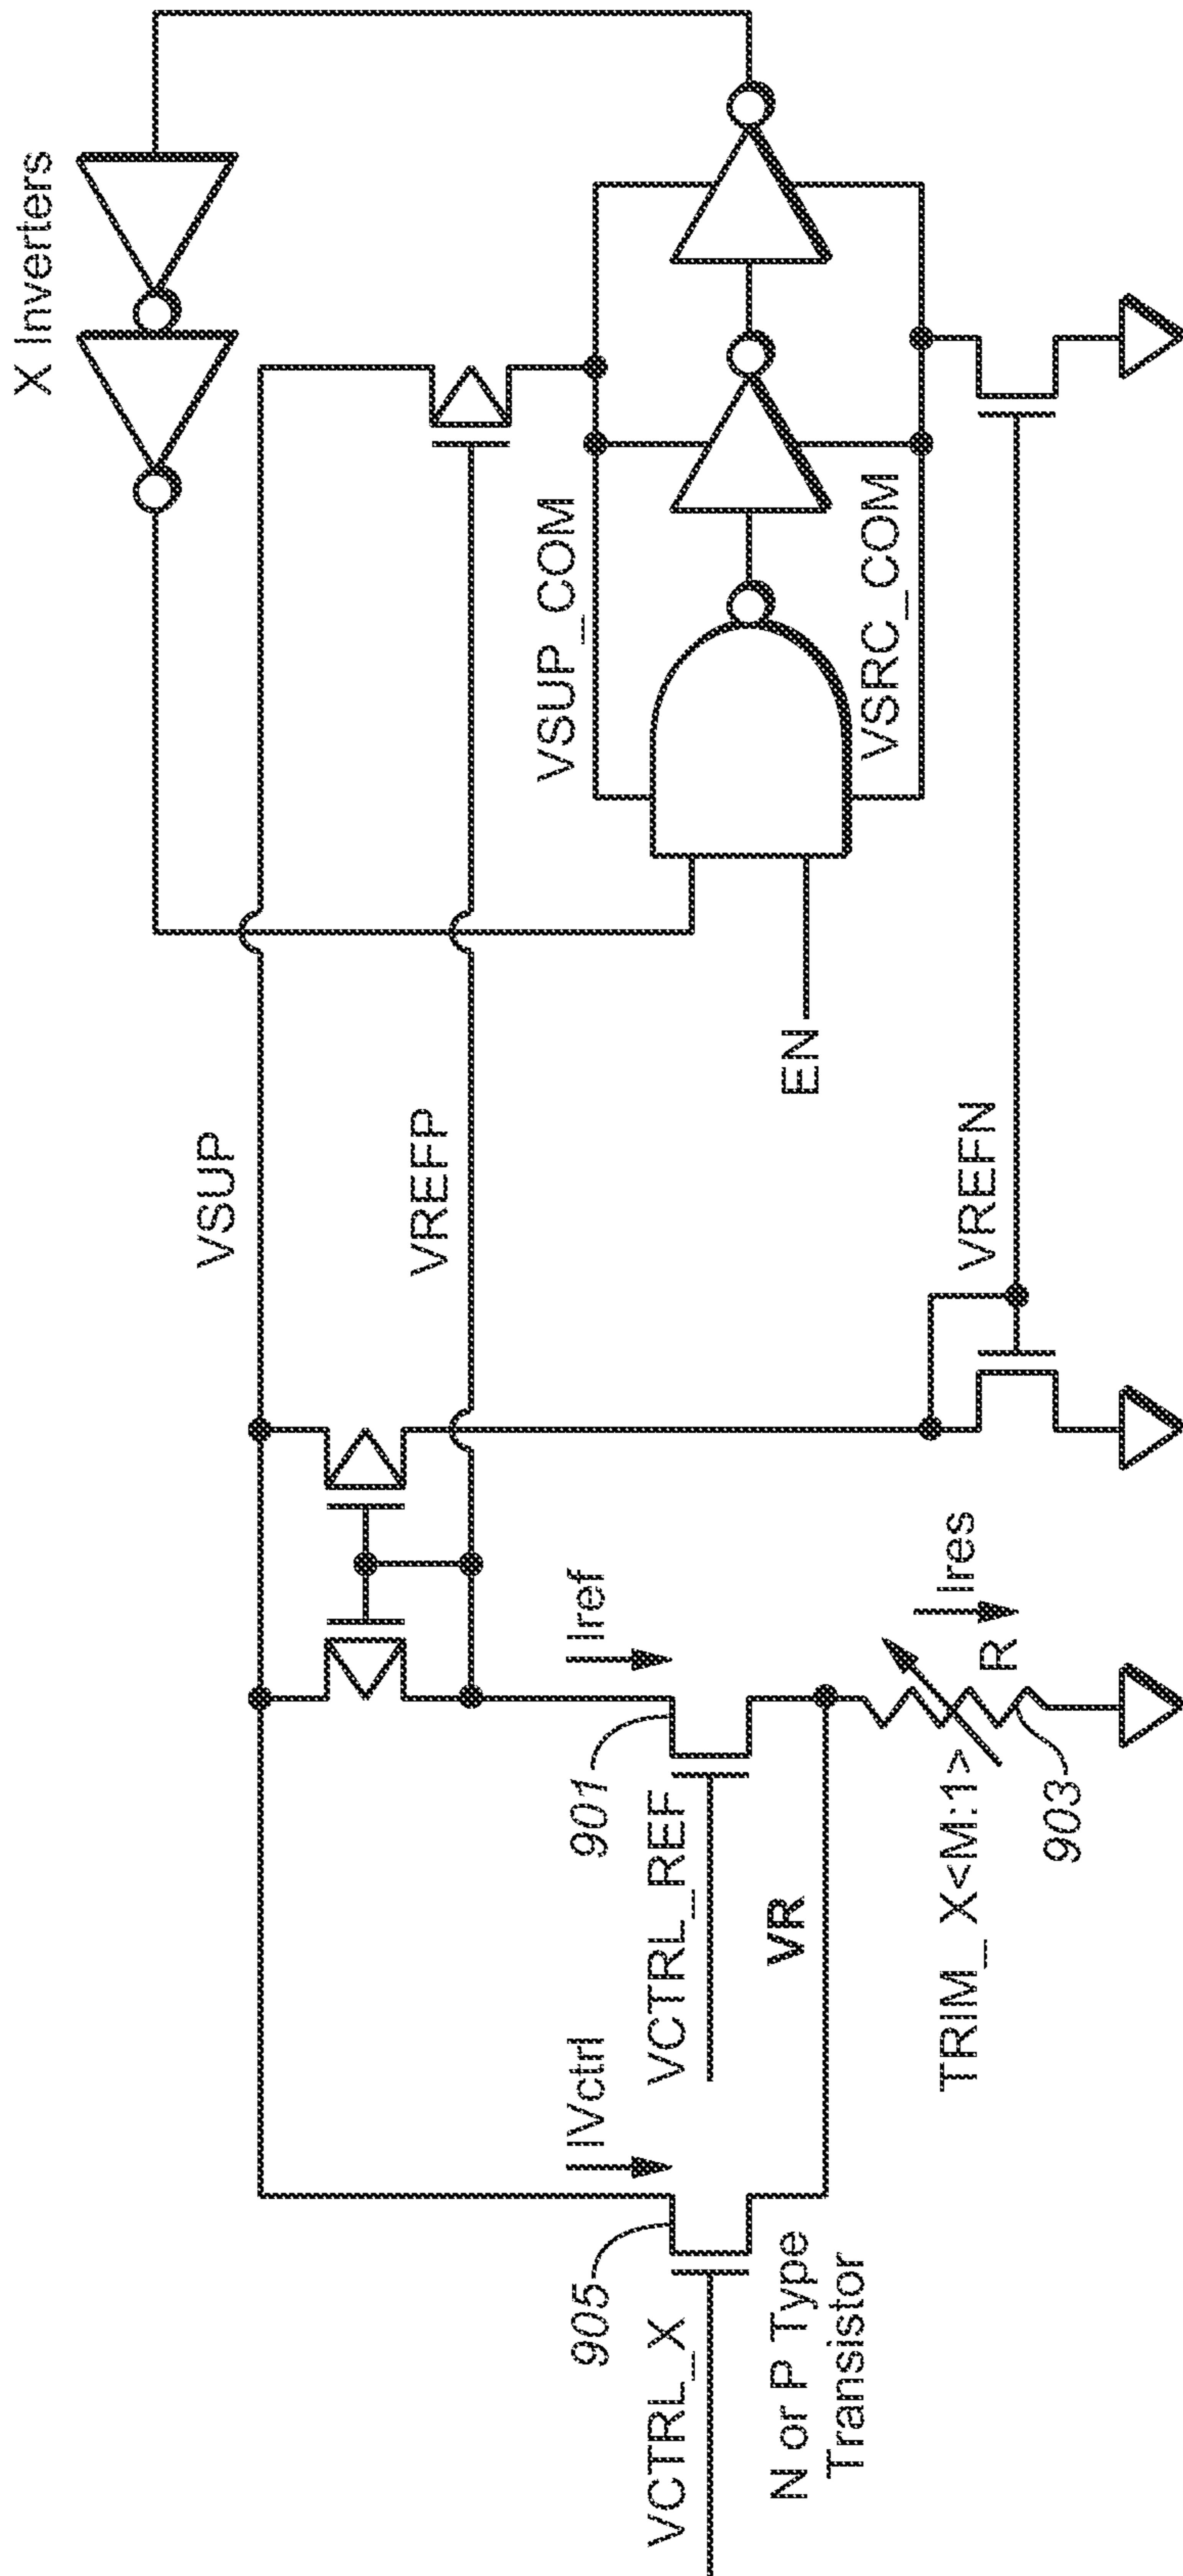 X Inverters
VSUP
VREFP
VSUP_COM
VSRC_COM
EN
VREFN
IVctrl
Iref
905
901
VCTRL_X
VCTRL_REF
N or P Type
Transistor
VR
Ires
R
TRIM_X<M:1>
903